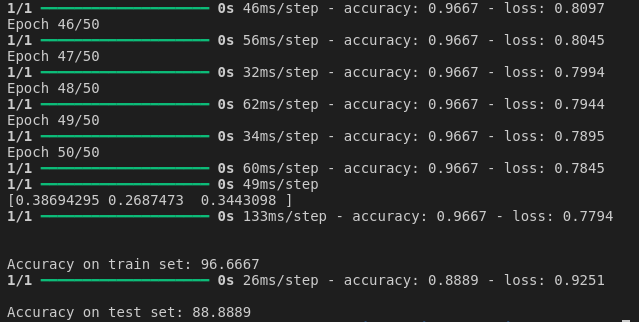 1/1 ━━━━━━━━━━━━━━━━━━━━ 0s 46ms/step - accuracy: 0.9667 - loss: 0.8097
Epoch 46/50
1/1 ━━━━━━━━━━━━━━━━━━━━ 0s 56ms/step - accuracy: 0.9667 - loss: 0.8045
Epoch 47/50
1/1 ━━━━━━━━━━━━━━━━━━━━ 0s 32ms/step - accuracy: 0.9667 - loss: 0.7994
Epoch 48/50
1/1 ━━━━━━━━━━━━━━━━━━━━ 0s 62ms/step - accuracy: 0.9667 - loss: 0.7944
Epoch 49/50
1/1 ━━━━━━━━━━━━━━━━━━━━ 0s 34ms/step - accuracy: 0.9667 - loss: 0.7895
Epoch 50/50
1/1 ━━━━━━━━━━━━━━━━━━━━ 0s 60ms/step - accuracy: 0.9667 - loss: 0.7845
1/1 ━━━━━━━━━━━━━━━━━━━━ 0s 49ms/step
[0.38694295 0.2687473  0.3443098 ]
1/1 ━━━━━━━━━━━━━━━━━━━━ 0s 133ms/step - accuracy: 0.9667 - loss: 0.7794
Accuracy on train set: 96.6667
1/1 ━━━━━━━━━━━━━━━━━━━━ 0s 26ms/step - accuracy: 0.8889 - loss: 0.9251
Accuracy on test set: 88.8889